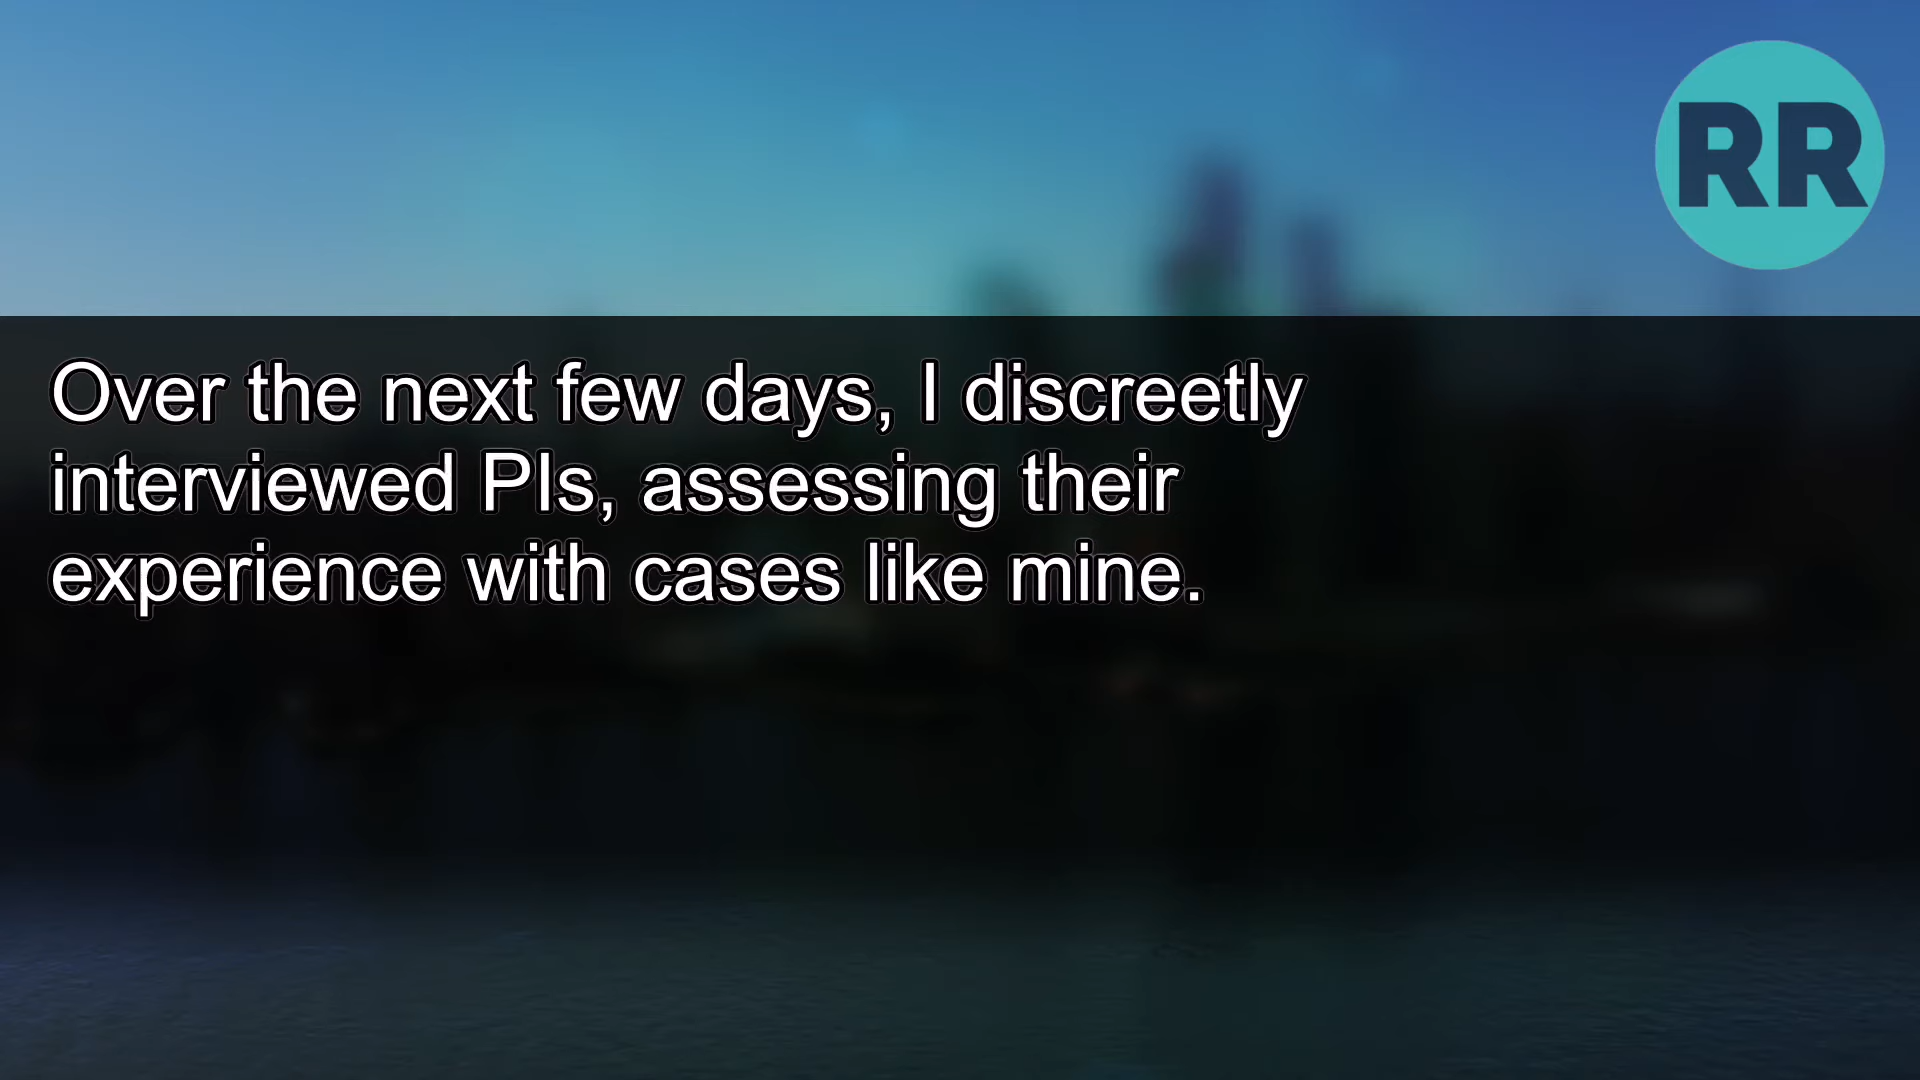 RR
Over the next few days, I discreetly
interviewed PIs, assessing their
experience with cases like mine.